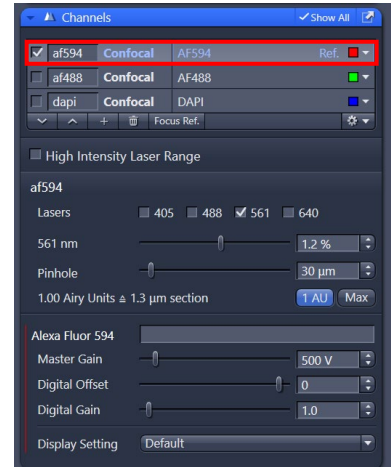 Channels Show All
af594 Confocal AF594 Ref.
af488 Confocal AF488
dapi Confocal DAPI
Focus Ref.
High Intensity Laser Range
af594
Lasers 405 488 561 640
561 nm 1.2 %
Pinhole 30 µm
1.00 Airy Units ≙ 1.3 µm section 1 AU Max
Alexa Fluor 594
Master Gain 500 V
Digital Offset 0
Digital Gain 1.0
Display Setting Default